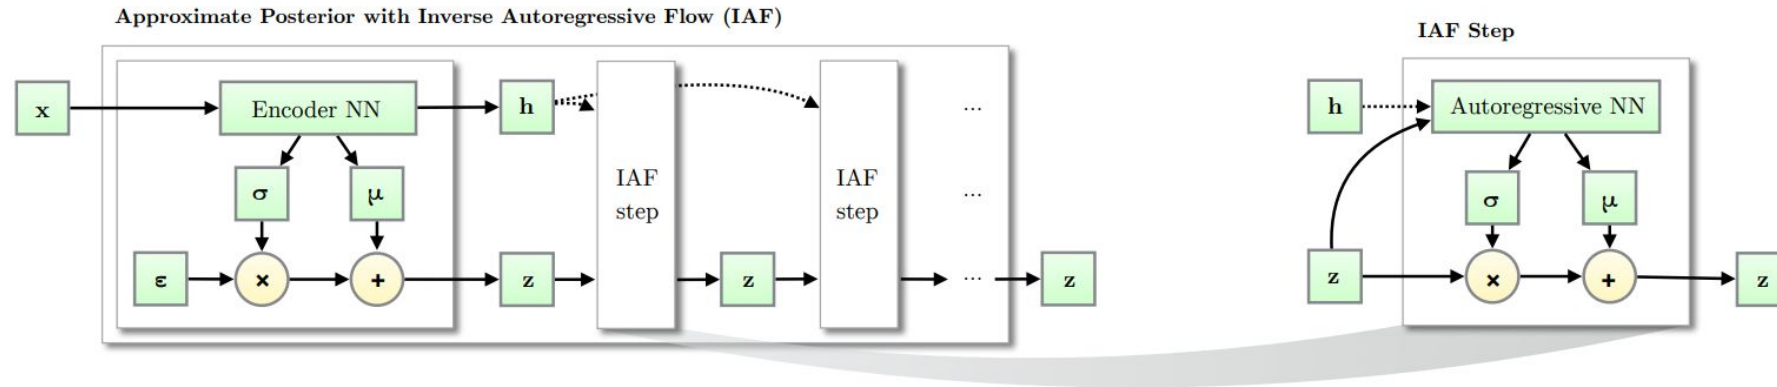 Approximate Posterior with Inverse Autoregressive Flow (IAF)
x
Encoder NN
h
σ
μ
ε
×
+
z
IAF
step
z
IAF
step
...
...
...
z
IAF Step
h
Autoregressive NN
σ
μ
z
×
+
z